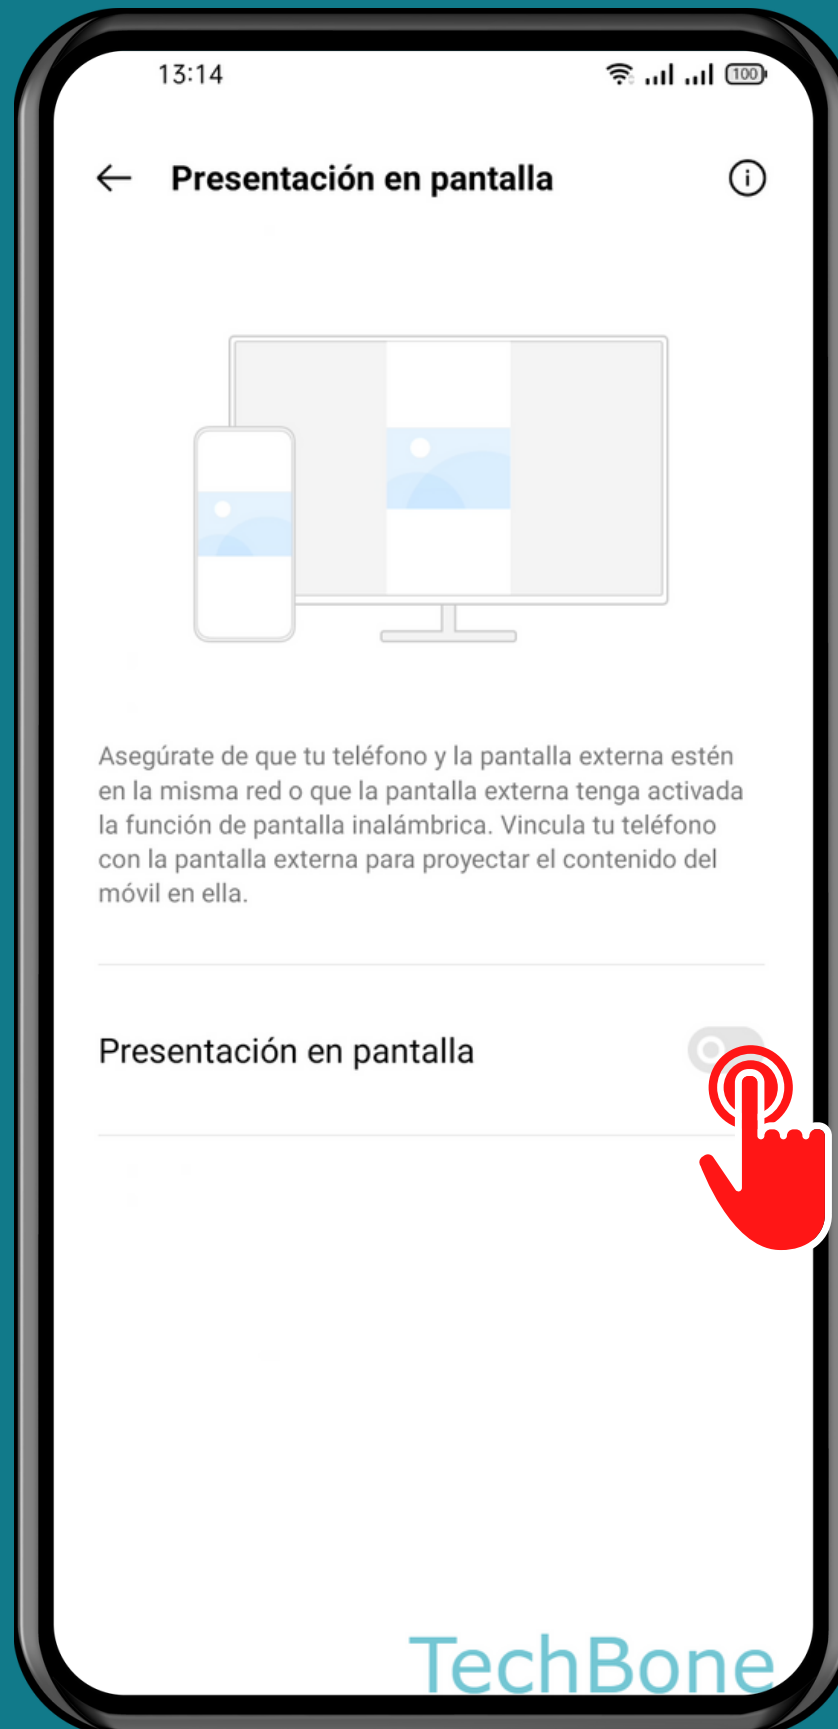 13:14
100
Presentación en pantalla
Asegúrate de que tu teléfono y la pantalla externa estén
en la misma red o que la pantalla externa tenga activada
la función de pantalla inalámbrica. Vincula tu teléfono
con la pantalla externa para proyectar el contenido del
móvil en ella.
Presentación en pantalla
TechBone